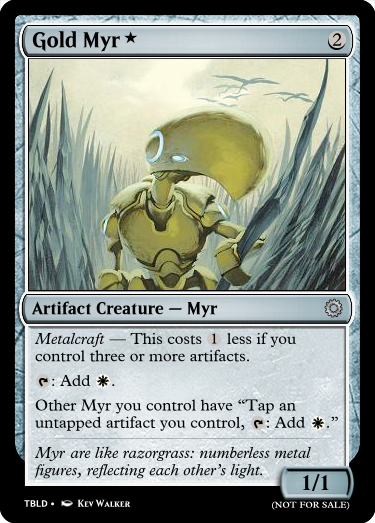 Gold Myr ★ 2
Artifact Creature — Myr
Metalcraft — This costs 1 less if you
control three or more artifacts.
: Add .
Other Myr you control have “Tap an
untapped artifact you control, : Add .”
Myr are like razorgrass: numberless metal
figures, reflecting each other’s light.
1/1
TBLD • Kev Walker
(NOT FOR SALE)